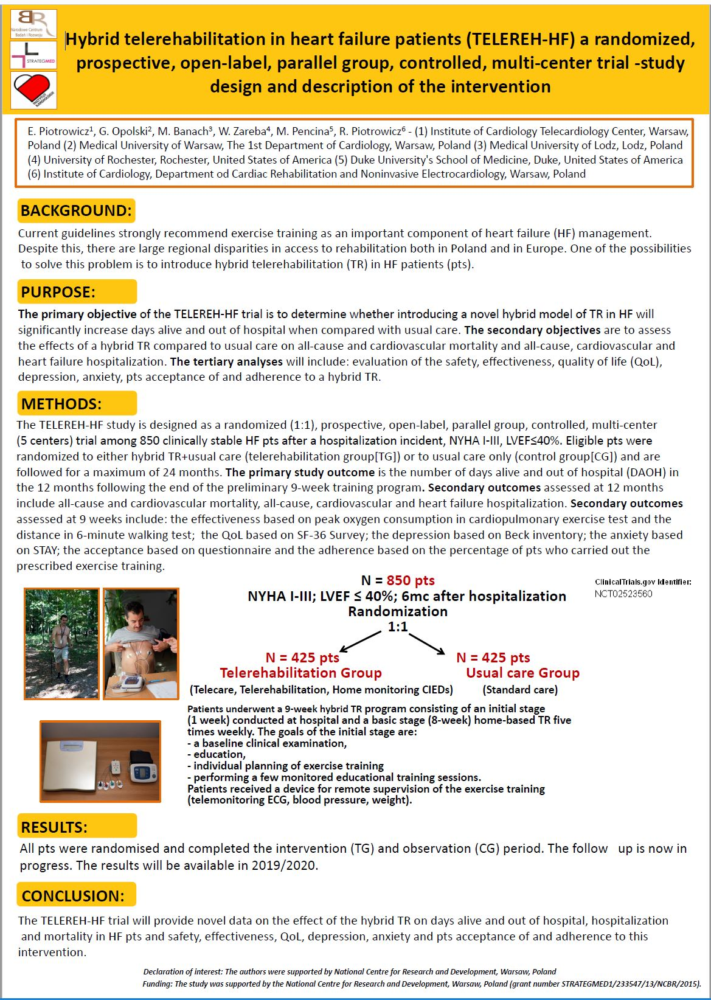 Narodowe Centrum
Badań i Rozwoju
STRATEGMED
INSTYTUT
KARDIOLOGII
Hybrid telerehabilitation in heart failure patients (TELEREH-HF) a randomized,
prospective, open-label, parallel group, controlled, multi-center trial -study
design and description of the intervention
E. Piotrowicz¹, G. Opolski², M. Banach³, W. Zareba⁴, M. Pencina⁵, R. Piotrowicz⁶ - (1) Institute of Cardiology Telecardiology Center, Warsaw,
Poland (2) Medical University of Warsaw, The 1st Department of Cardiology, Warsaw, Poland (3) Medical University of Lodz, Lodz, Poland
(4) University of Rochester, Rochester, United States of America (5) Duke University's School of Medicine, Duke, United States of America
(6) Institute of Cardiology, Department od Cardiac Rehabilitation and Noninvasive Electrocardiology, Warsaw, Poland
BACKGROUND:
Current guidelines strongly recommend exercise training as an important component of heart failure (HF) management.
Despite this, there are large regional disparities in access to rehabilitation both in Poland and in Europe. One of the possibilities
to solve this problem is to introduce hybrid telerehabilitation (TR) in HF patients (pts).
PURPOSE:
The primary objective of the TELEREH-HF trial is to determine whether introducing a novel hybrid model of TR in HF will
significantly increase days alive and out of hospital when compared with usual care. The secondary objectives are to assess
the effects of a hybrid TR compared to usual care on all-cause and cardiovascular mortality and all-cause, cardiovascular and
heart failure hospitalization. The tertiary analyses will include: evaluation of the safety, effectiveness, quality of life (QoL),
depression, anxiety, pts acceptance of and adherence to a hybrid TR.
METHODS:
The TELEREH-HF study is designed as a randomized (1:1), prospective, open-label, parallel group, controlled, multi-center
(5 centers) trial among 850 clinically stable HF pts after a hospitalization incident, NYHA I-III, LVEF≤40%. Eligible pts were
randomized to either hybrid TR+usual care (telerehabilitation group[TG]) or to usual care only (control group[CG]) and are
followed for a maximum of 24 months. The primary study outcome is the number of days alive and out of hospital (DAOH) in
the 12 months following the end of the preliminary 9-week training program. Secondary outcomes assessed at 12 months
include all-cause and cardiovascular mortality, all-cause, cardiovascular and heart failure hospitalization. Secondary outcomes
assessed at 9 weeks include: the effectiveness based on peak oxygen consumption in cardiopulmonary exercise test and the
distance in 6-minute walking test; the QoL based on SF-36 Survey; the depression based on Beck inventory; the anxiety based
on STAY; the acceptance based on questionnaire and the adherence based on the percentage of pts who carried out the
prescribed exercise training.
N = 850 pts
NYHA I-III; LVEF ≤ 40%; 6mc after hospitalization
Randomization
1:1
ClinicalTrials.gov Identifier:
NCT02523560
N = 425 pts
Telerehabilitation Group
(Telecare, Telerehabilitation, Home monitoring CIEDs)
N = 425 pts
Usual care Group
(Standard care)
Patients underwent a 9-week hybrid TR program consisting of an initial stage
(1 week) conducted at hospital and a basic stage (8-week) home-based TR five
times weekly. The goals of the initial stage are:
- a baseline clinical examination,
- education,
- individual planning of exercise training
- performing a few monitored educational training sessions.
Patients received a device for remote supervision of the exercise training
(telemonitoring ECG, blood pressure, weight).
RESULTS:
All pts were randomised and completed the intervention (TG) and observation (CG) period. The follow up is now in
progress. The results will be available in 2019/2020.
CONCLUSION:
The TELEREH-HF trial will provide novel data on the effect of the hybrid TR on days alive and out of hospital, hospitalization
and mortality in HF pts and safety, effectiveness, QoL, depression, anxiety and pts acceptance of and adherence to this
intervention.
Declaration of interest: The authors were supported by National Centre for Research and Development, Warsaw, Poland
Funding: The study was supported by the National Centre for Research and Development, Warsaw, Poland (grant number STRATEGMED1/233547/13/NCBR/2015).